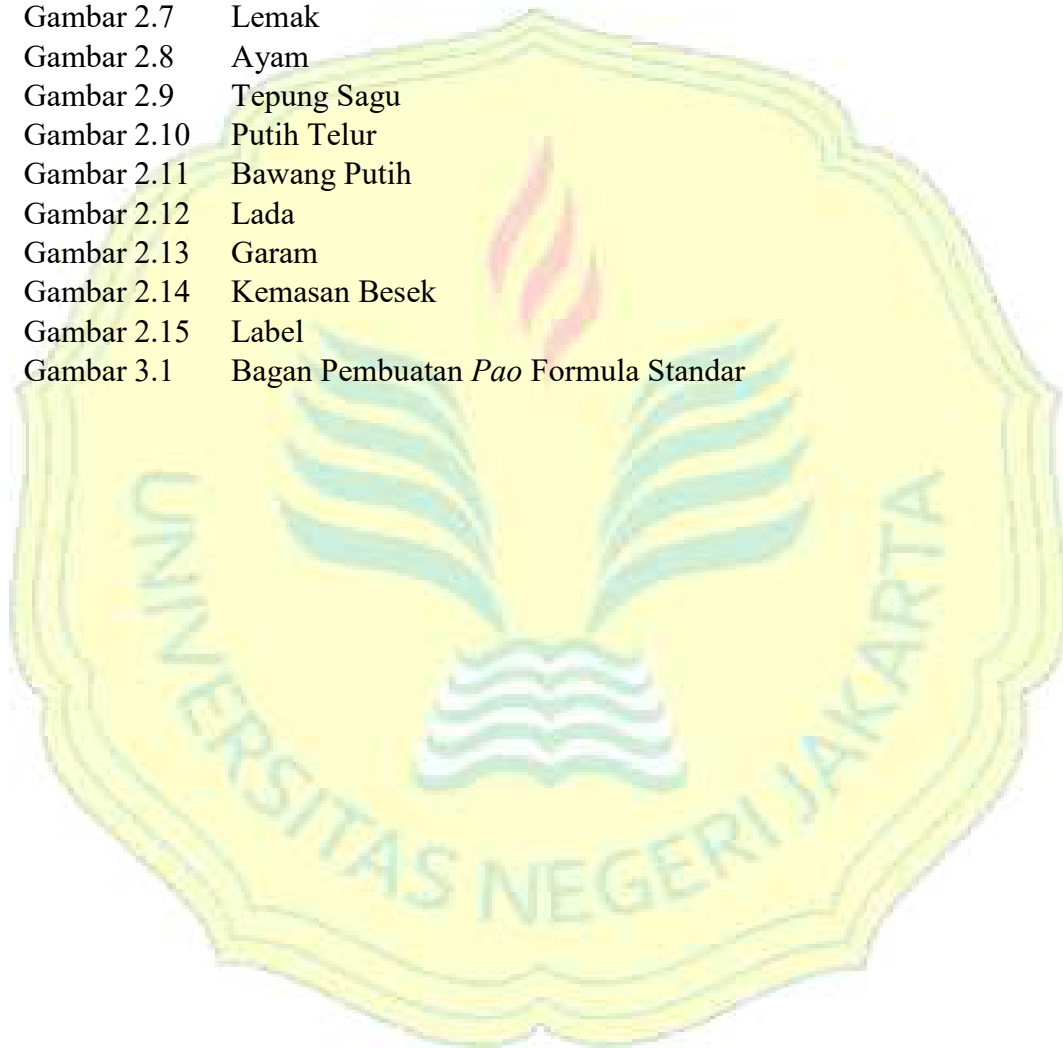 Gambar 2.7 Lemak
Gambar 2.8 Ayam
Gambar 2.9 Tepung Sagu
Gambar 2.10 Putih Telur
Gambar 2.11 Bawang Putih
Gambar 2.12 Lada
Gambar 2.13 Garam
Gambar 2.14 Kemasan Besek
Gambar 2.15 Label
Gambar 3.1 Bagan Pembuatan Pao Formula Standar
UNIVERSITAS NEGERI JAKARTA